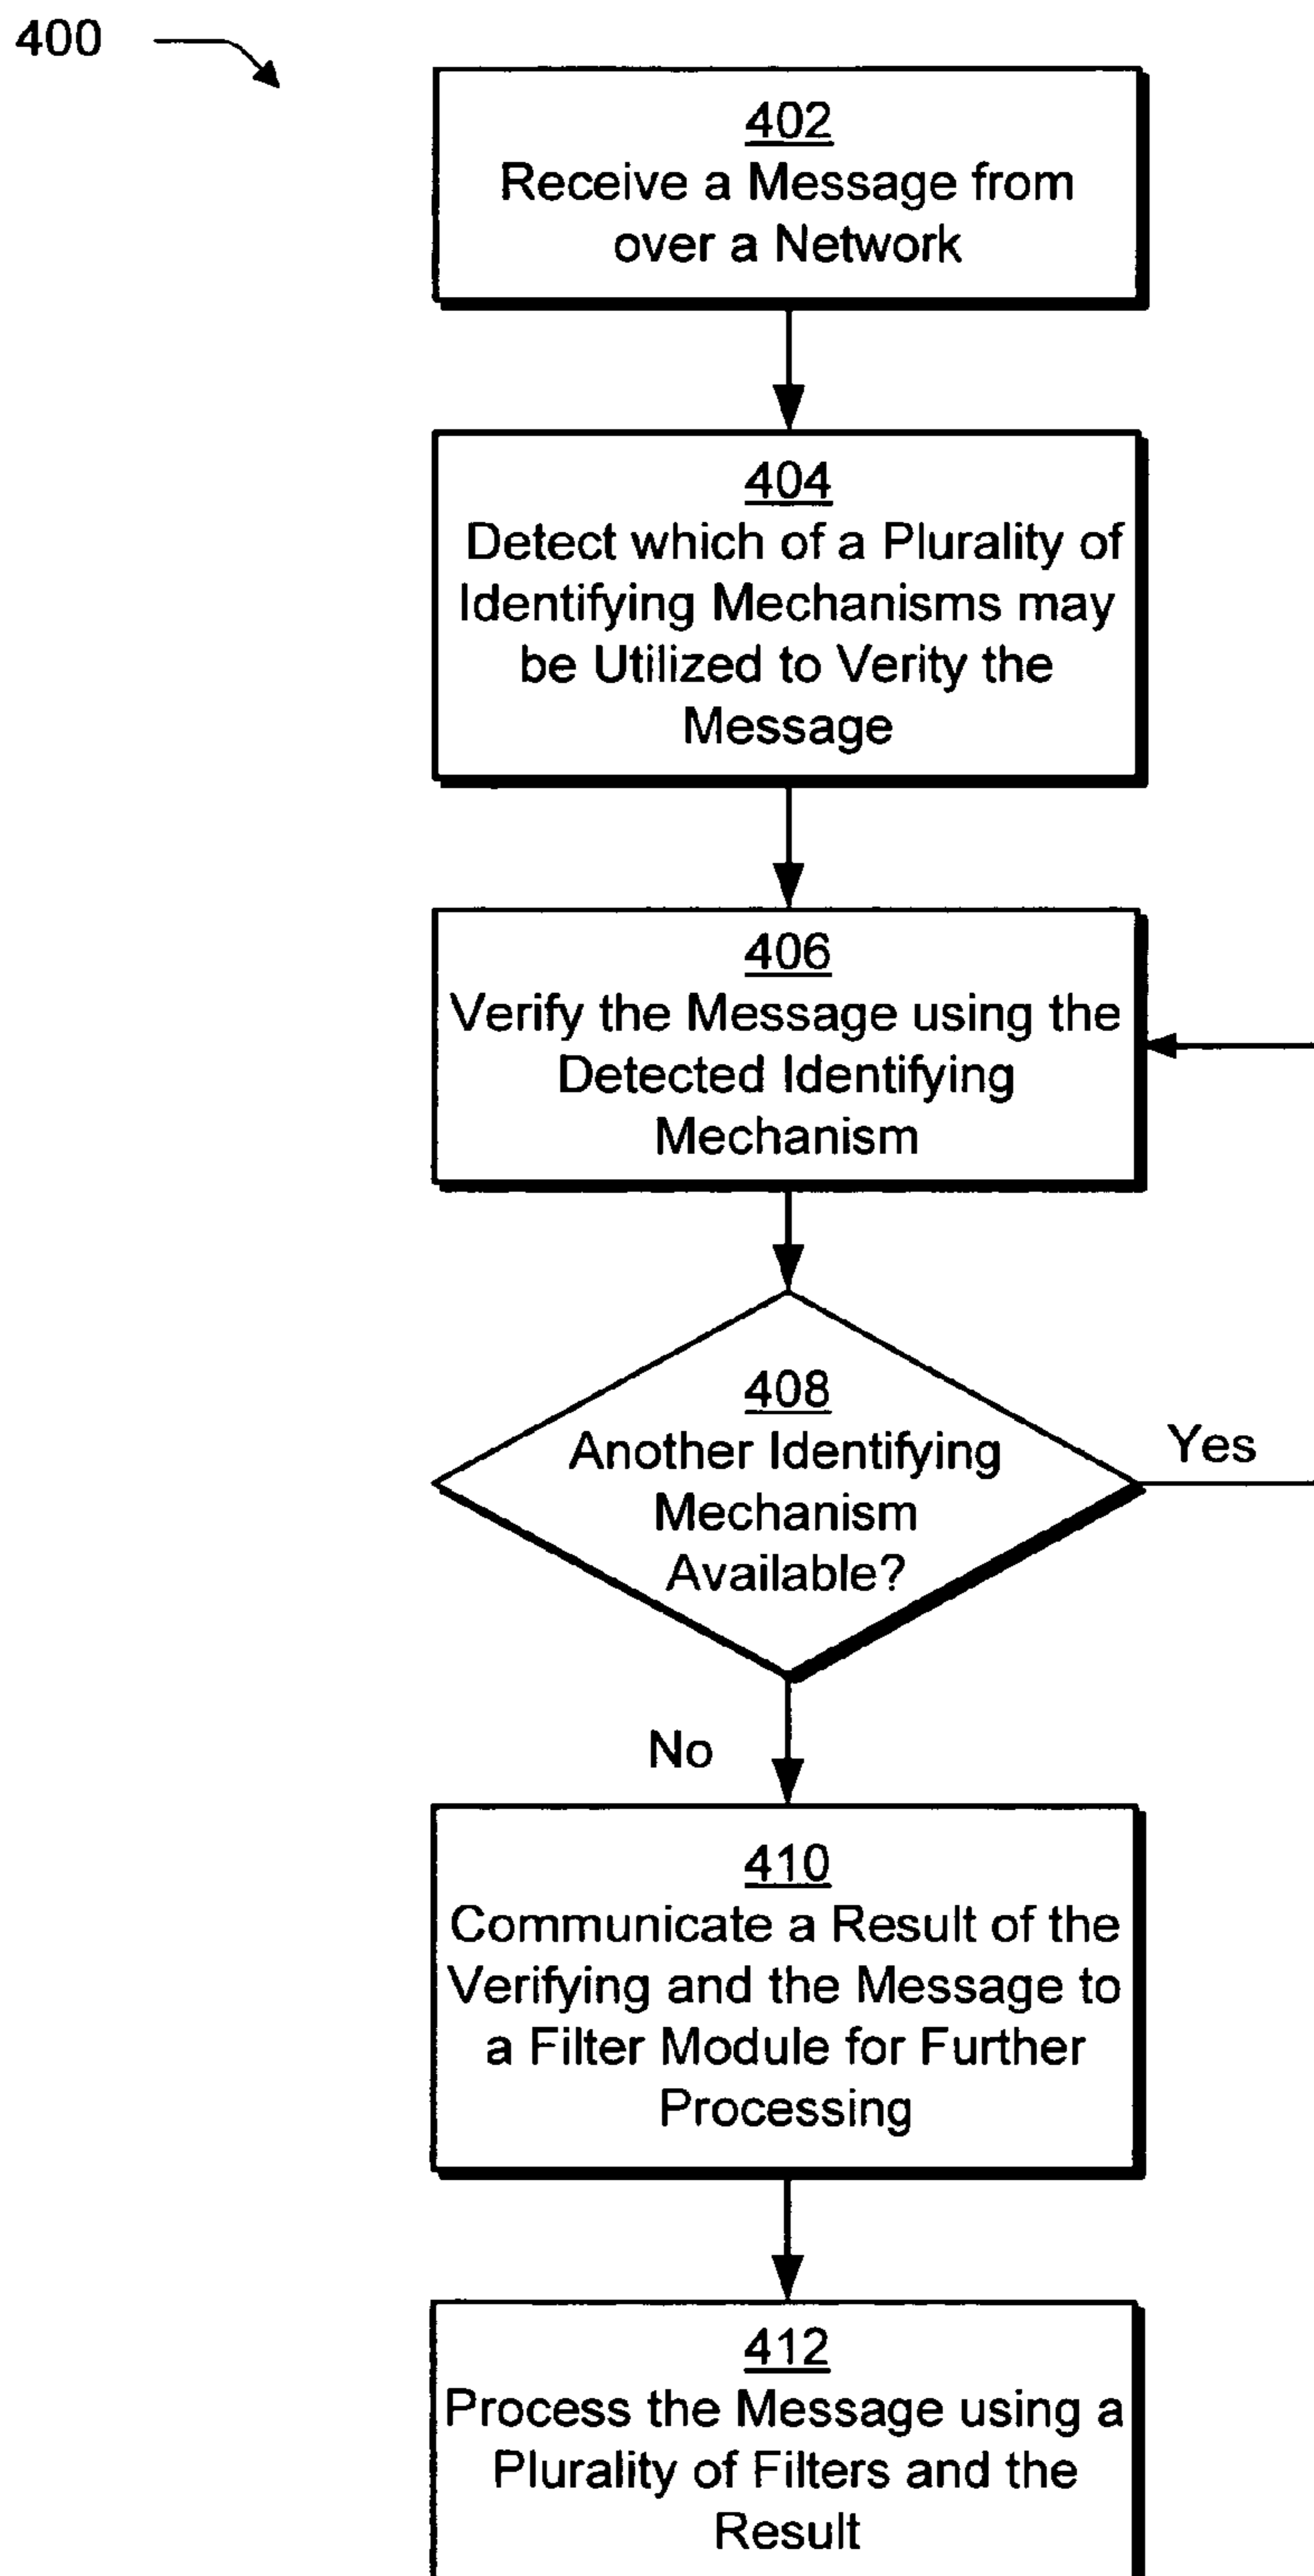 400
402
Receive a Message from
over a Network
404
Detect which of a Plurality of
Identifying Mechanisms may
be Utilized to Verity the
Message
406
Verify the Message using the
Detected Identifying
Mechanism
408
Another Identifying
Mechanism
Available?
Yes
No
410
Communicate a Result of the
Verifying and the Message to
a Filter Module for Further
Processing
412
Process the Message using a
Plurality of Filters and the
Result